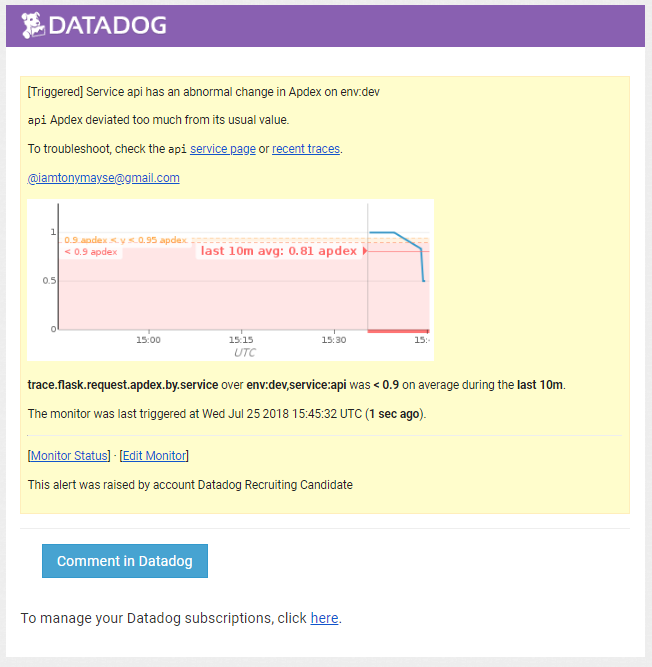 DATADOG
[Triggered] Service api has an abnormal change in Apdex on env:dev
api Apdex deviated too much from its usual value.
To troubleshoot, check the api service page or recent traces.
@iamtonymayse@gmail.com
1
0.9 apdex < y < 0.95 apdex
< 0.9 apdex
last 10m avg: 0.81 apdex
0.5
0
15:00
15:15
15:30
15:
UTC
trace.flask.request.apdex.by.service over env:dev,service:api was < 0.9 on average during the last 10m.
The monitor was last triggered at Wed Jul 25 2018 15:45:32 UTC (1 sec ago).
[Monitor Status] · [Edit Monitor]
This alert was raised by account Datadog Recruiting Candidate
Comment in Datadog
To manage your Datadog subscriptions, click here.